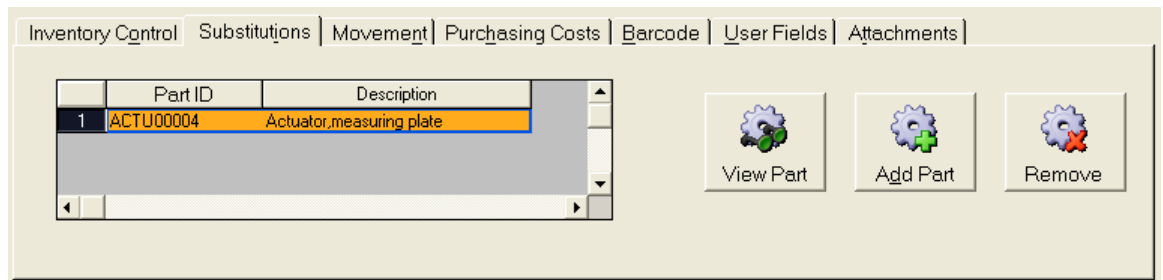 Inventory Control Substitutions Movement Purchasing Costs Barcode User Fields Attachments
Part ID Description
1 ACTU00004 Actuator,measuring plate
View Part Add Part Remove